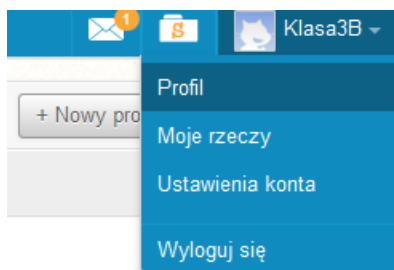 1
S
Klasa3B
Profil
+ Nowy pro
Moje rzeczy
Ustawienia konta
Wyloguj się